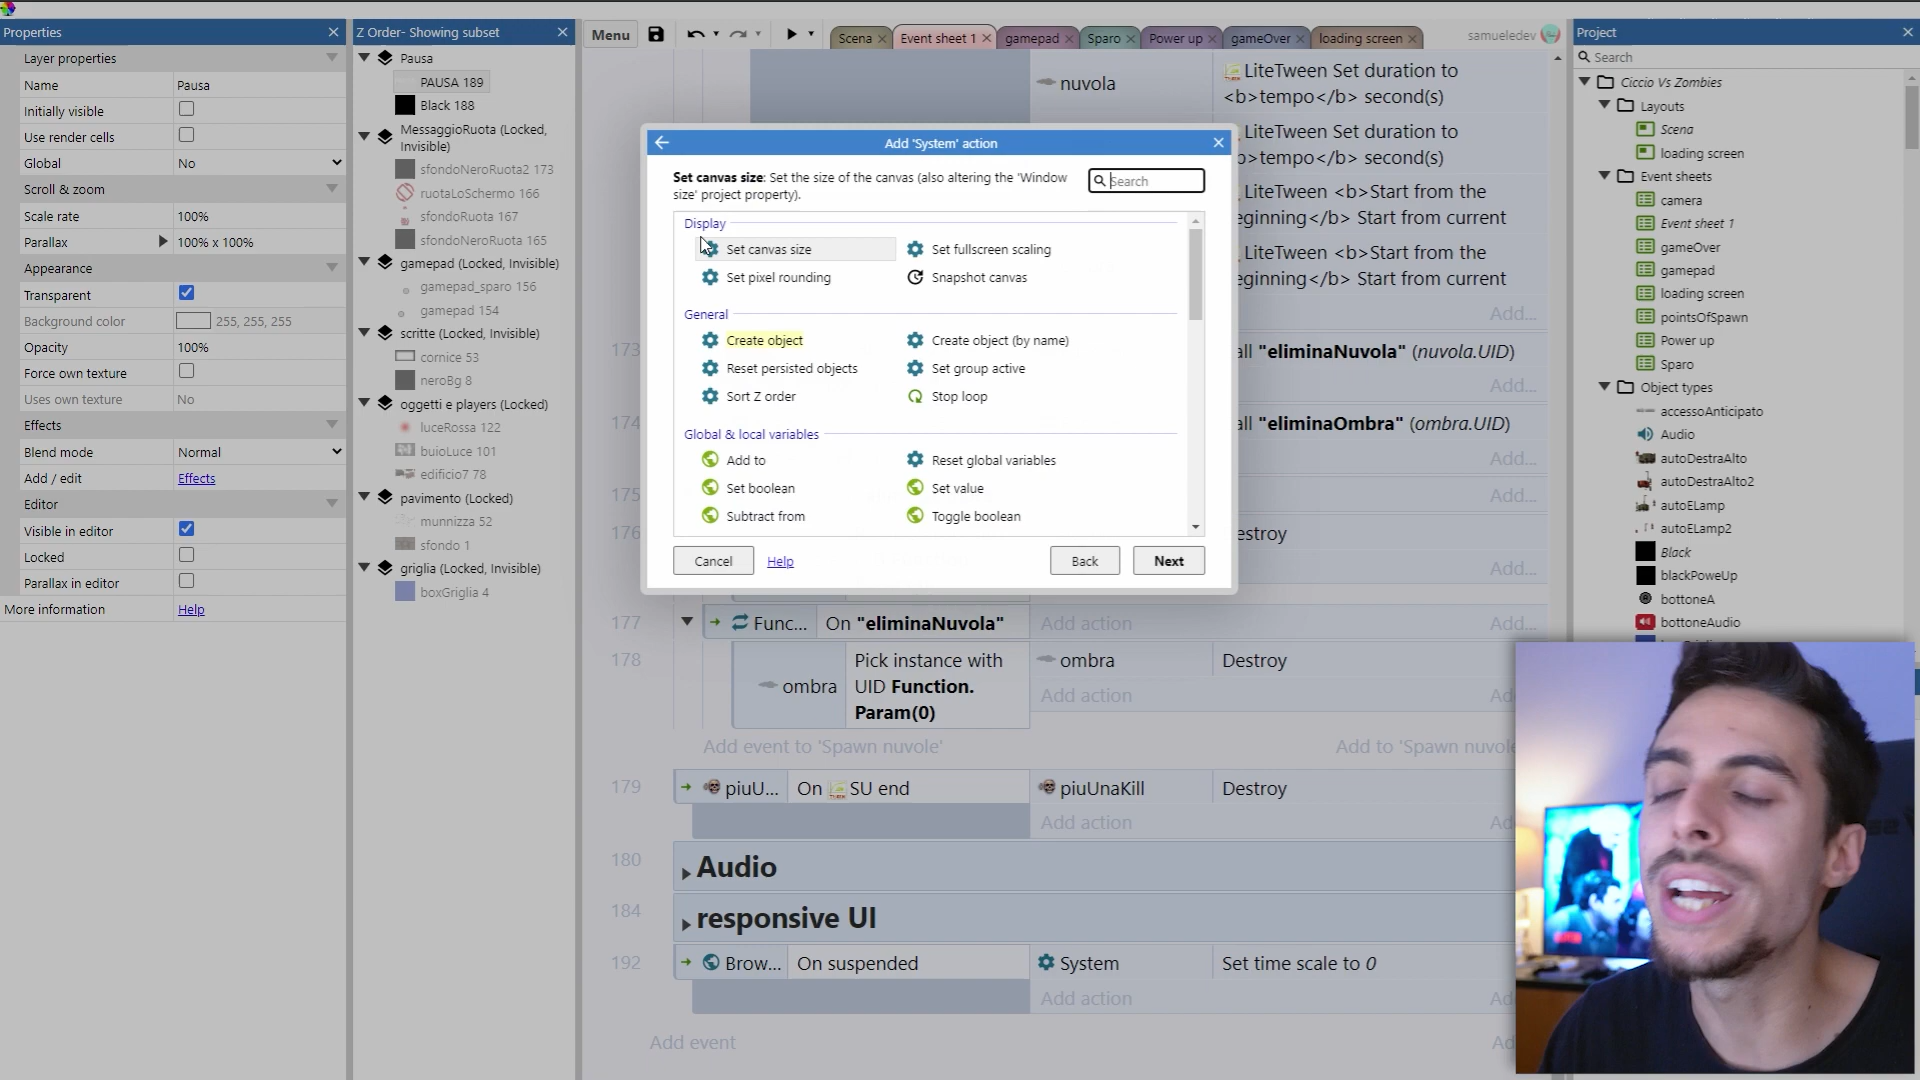 Properties
Layer properties
Name Pausa
Initially visible
Use render cells
Global No
Scroll & zoom
Scale rate 100%
Parallax 100% x 100%
Appearance
Transparent
Background color 255, 255, 255
Opacity 100%
Force own texture
Uses own texture No
Effects
Blend mode Normal
Add / edit Effects
Editor
Visible in editor
Locked
Parallax in editor
More information Help
Z Order- Showing subset
Pausa
PAUSA 189
Black 188
MessaggioRuota (Locked,
Invisible)
sfondoNeroRuota2 173
ruotaLoSchermo 166
sfondoRuota 167
sfondoNeroRuota 165
gamepad (Locked, Invisible)
gamepad_sparo 156
gamepad 154
scritte (Locked, Invisible)
cornice 53
neroBg 8
oggetti e players (Locked)
luceRossa 122
buioLuce 101
edificio7 78
pavimento (Locked)
munnizza 52
sfondo 1
griglia (Locked, Invisible)
boxGriglia 4
Menu
Scena
Event sheet 1
gamepad
Sparo
Power up
gameOver
loading screen
samueledev
nuvola
LiteTween Set duration to
<b>tempo</b> second(s)
LiteTween Set duration to
b>tempo</b> second(s)
LiteTween <b>Start from the
eginning</b> Start from current
LiteTween <b>Start from the
eginning</b> Start from current
Add...
173
all "eliminaNuvola" (nuvola.UID)
Add...
174
all "eliminaOmbra" (ombra.UID)
Add...
175
Add...
176
estroy
Add...
Add 'System' action
Set canvas size: Set the size of the canvas (also altering the 'Window
size' project property).
Search
Display
Set canvas size Set fullscreen scaling
Set pixel rounding Snapshot canvas
General
Create object Create object (by name)
Reset persisted objects Set group active
Sort Z order Stop loop
Global & local variables
Add to Reset global variables
Set boolean Set value
Subtract from Toggle boolean
Cancel Help Back Next
177 Func... On "eliminaNuvola" Add action Add...
178 ombra
Pick instance with
UID Function.
Param(0)
ombra Destroy
Add action
Add event to 'Spawn nuvole' Add to 'Spawn nuvole
179 piuU... On SU end piuUnaKill Destroy
Add action
180 Audio
184 responsive UI
192 Brow... On suspended System Set time scale to 0
Add action
Add event
Project
Search
Ciccio Vs Zombies
Layouts
Scena
loading screen
Event sheets
camera
Event sheet 1
gameOver
gamepad
loading screen
pointsOfSpawn
Power up
Sparo
Object types
accessoAnticipato
Audio
autoDestraAlto
autoDestraAlto2
autoELamp
autoELamp2
Black
blackPoweUp
bottoneA
bottoneAudio